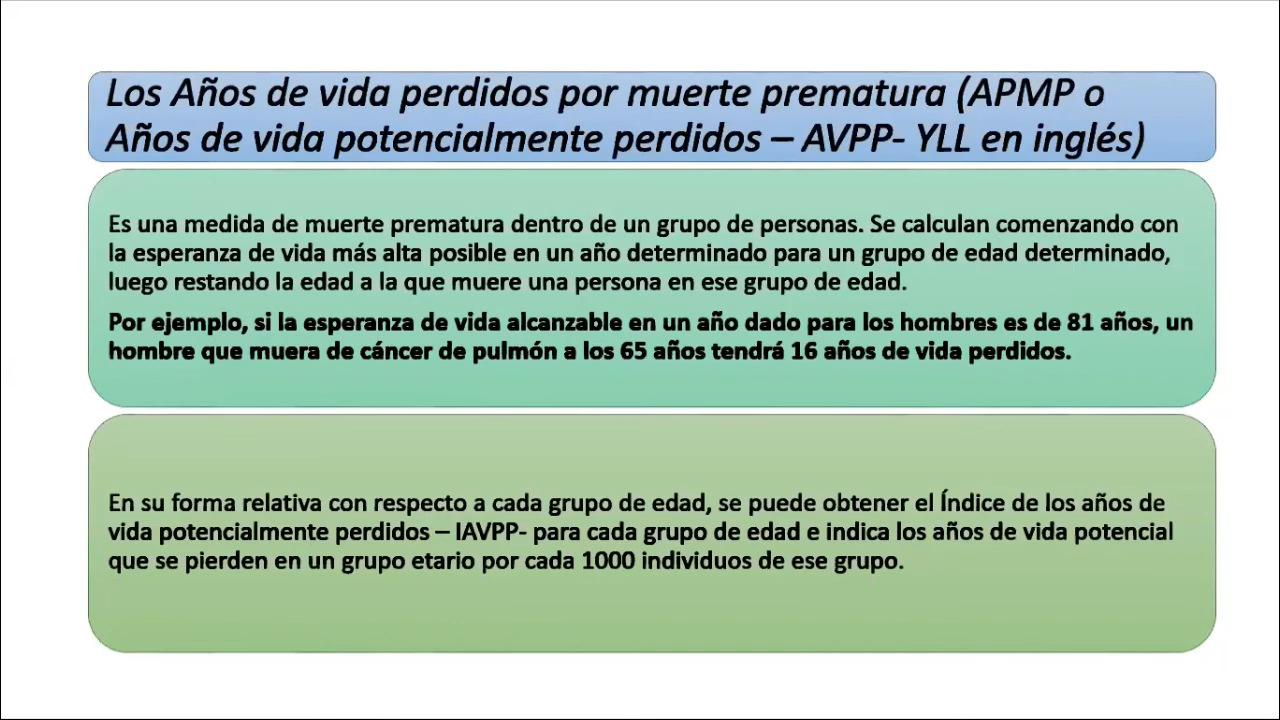 Los Años de vida perdidos por muerte prematura (APMP o
Años de vida potencialmente perdidos – AVPP- YLL en inglés)
Es una medida de muerte prematura dentro de un grupo de personas. Se calculan comenzando con
la esperanza de vida más alta posible en un año determinado para un grupo de edad determinado,
luego restando la edad a la que muere una persona en ese grupo de edad.
Por ejemplo, si la esperanza de vida alcanzable en un año dado para los hombres es de 81 años, un
hombre que muera de cáncer de pulmón a los 65 años tendrá 16 años de vida perdidos.
En su forma relativa con respecto a cada grupo de edad, se puede obtener el Índice de los años de
vida potencialmente perdidos – IAVPP- para cada grupo de edad e indica los años de vida potencial
que se pierden en un grupo etario por cada 1000 individuos de ese grupo.